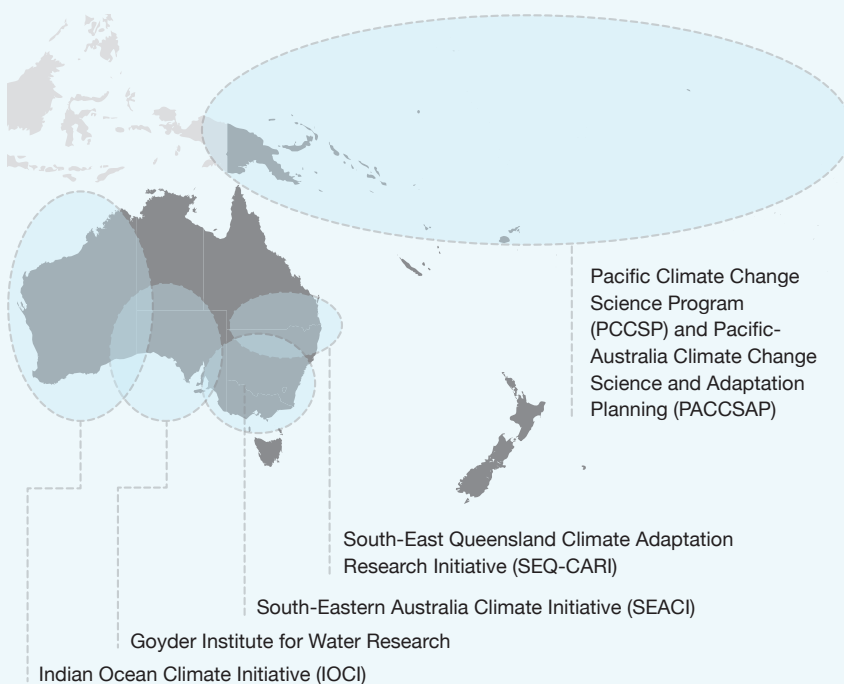 Pacific Climate Change
Science Program
(PCCSP) and Pacific-
Australia Climate Change
Science and Adaptation
Planning (PACCSAP)
South-East Queensland Climate Adaptation
Research Initiative (SEQ-CARI)
South-Eastern Australia Climate Initiative (SEACI)
Goyder Institute for Water Research
Indian Ocean Climate Initiative (IOCI)